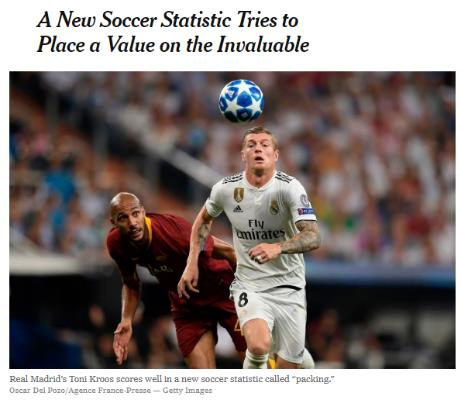 A New Soccer Statistic Tries to
Place a Value on the Invaluable
Fly
Emirates
8
Real Madrid's Toni Kroos scores well in a new soccer statistic called “packing.”
Oscar Del Pozo/Agence France-Presse — Getty Images